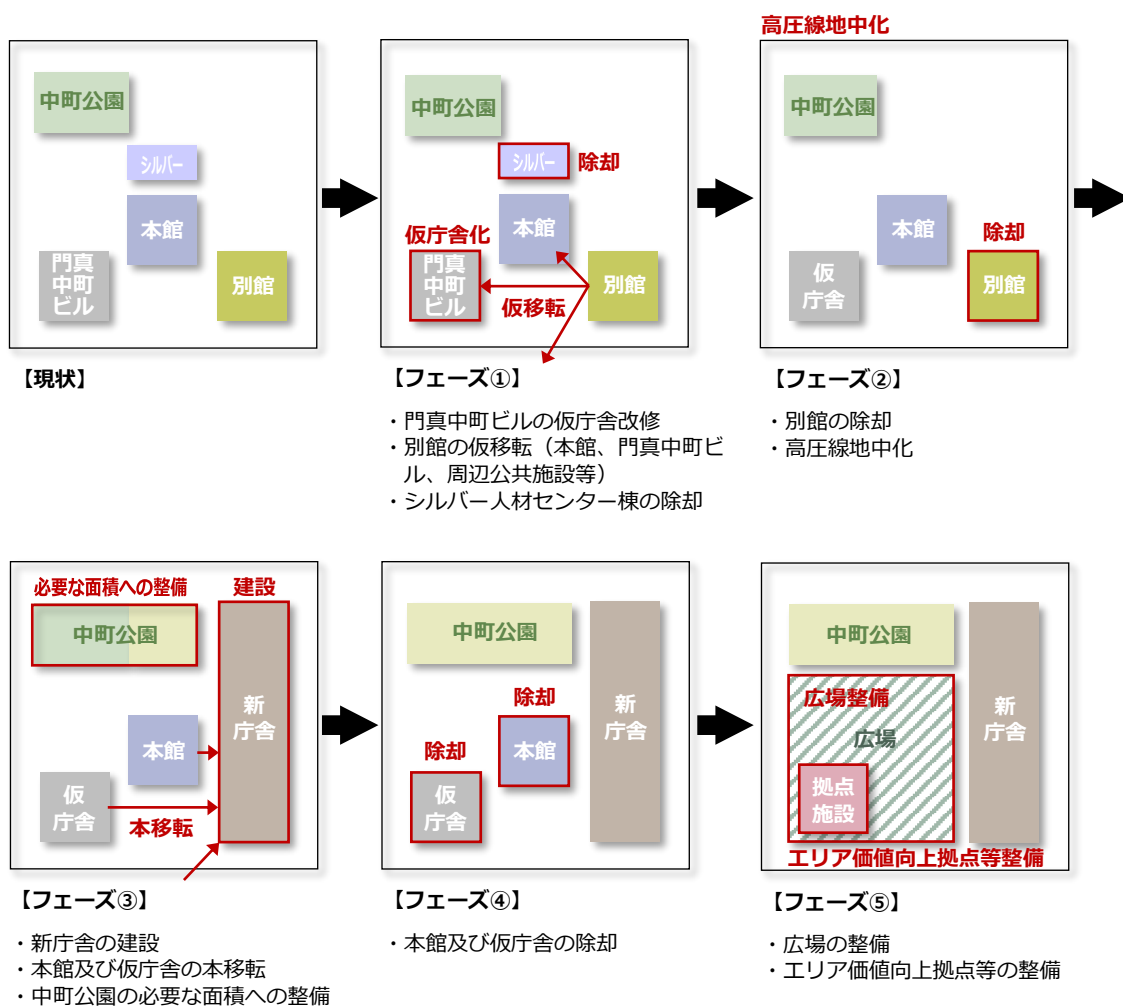 中町公園
シルバー
本館
門真
中町
ビル
別館
【現状】
中町公園
シルバー
除却
本館
仮庁舎化
門真
中町
ビル
別館
仮移転
【フェーズ①】
・門真中町ビルの仮庁舎改修
・別館の仮移転（本館、門真中町ビ
ル、周辺公共施設等）
・シルバー人材センター棟の除却
高圧線地中化
中町公園
本館
除却
仮
庁舎
別館
【フェーズ②】
・別館の除却
・高圧線地中化
必要な面積への整備
建設
中町公園
新
庁舎
本館
仮
庁舎
本移転
【フェーズ③】
・新庁舎の建設
・本館及び仮庁舎の本移転
・中町公園の必要な面積への整備
中町公園
新
庁舎
除却
本館
除却
仮
庁舎
【フェーズ④】
・本館及び仮庁舎の除却
中町公園
広場整備
広場
新
庁舎
拠点
施設
エリア価値向上拠点等整備
【フェーズ⑤】
・広場の整備
・エリア価値向上拠点等の整備